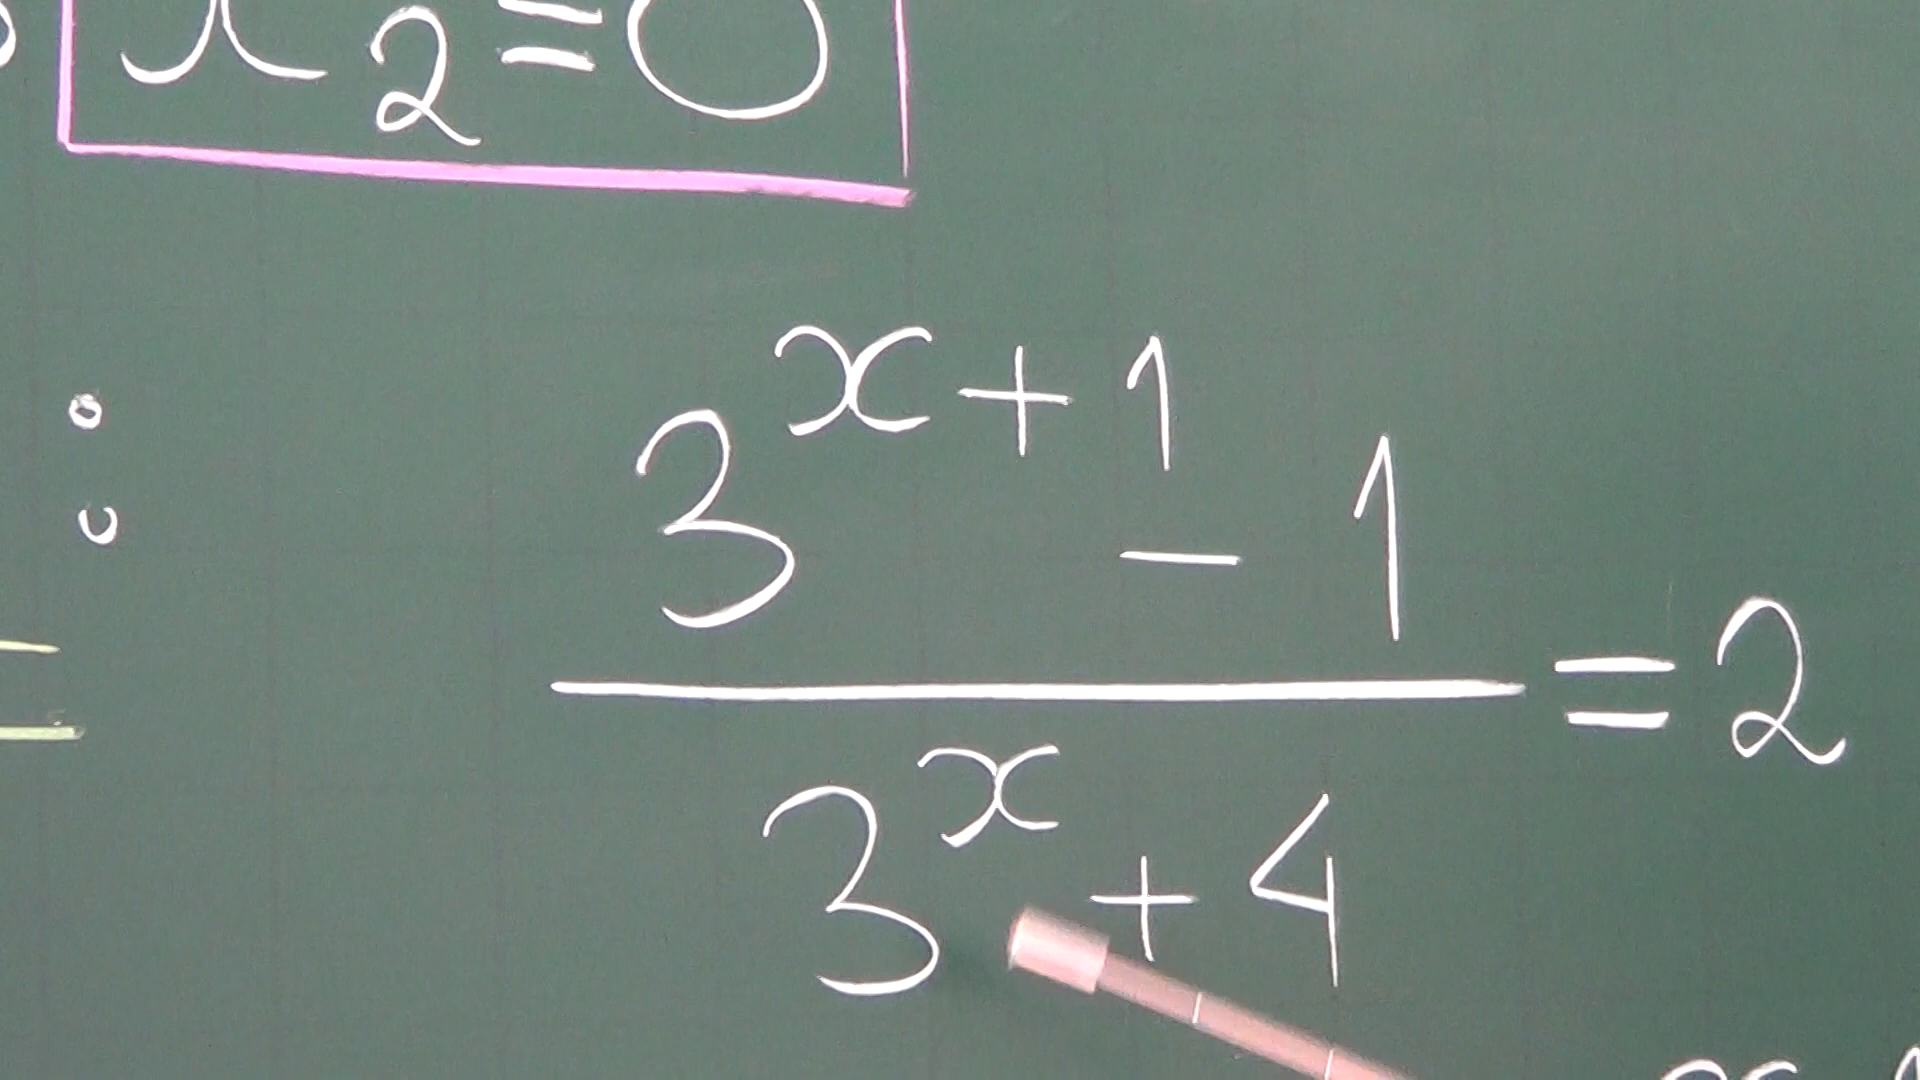 x₂=0
:
3^{x+1} - 1
3^x + 4
=2